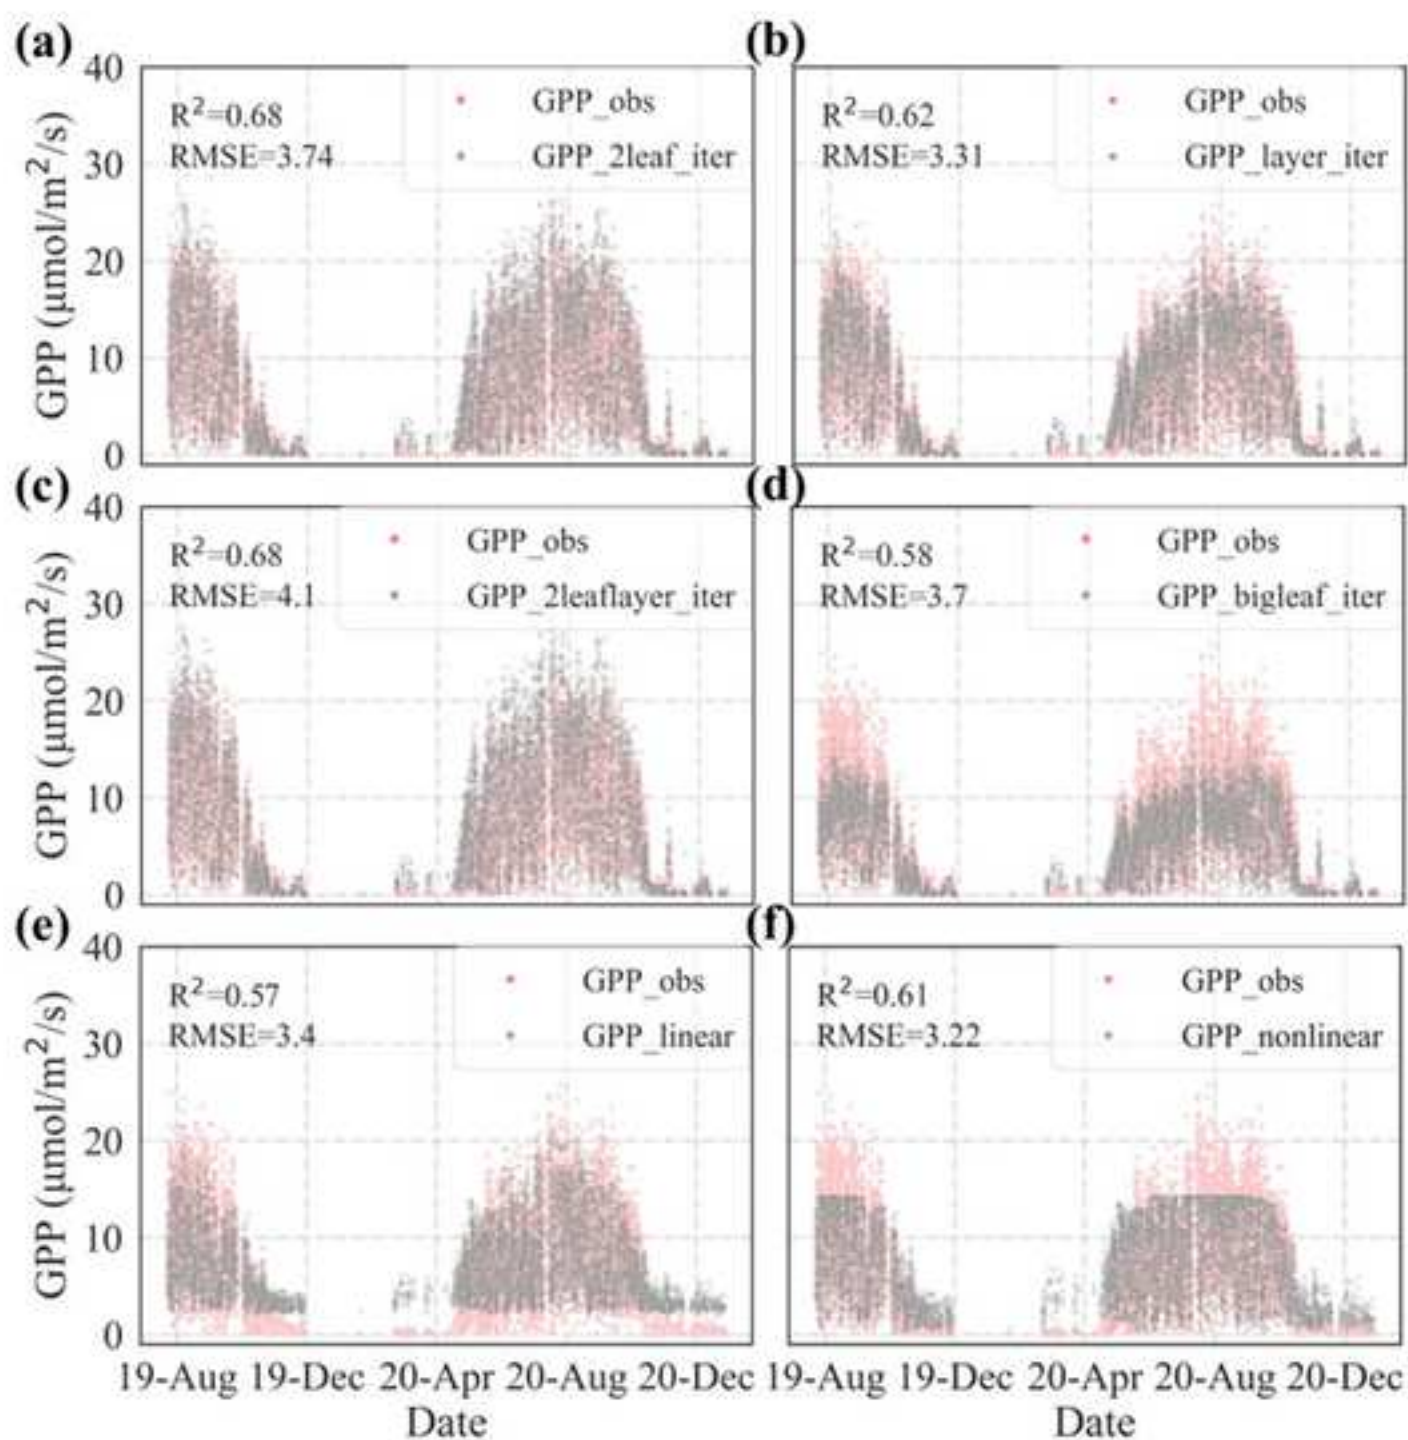 (a)
40
30
20
10
0
GPP (μmol/m²/s)
R²=0.68
RMSE=3.74
GPP_obs
GPP_2leaf_iter
(b)
R²=0.62
RMSE=3.31
GPP_obs
GPP_layer_iter
(c)
40
30
20
10
0
GPP (μmol/m²/s)
R²=0.68
RMSE=4.1
GPP_obs
GPP_2leaflayer_iter
(d)
R²=0.58
RMSE=3.7
GPP_obs
GPP_bigleaf_iter
(e)
40
30
20
10
0
GPP (μmol/m²/s)
R²=0.57
RMSE=3.4
GPP_obs
GPP_linear
19-Aug 19-Dec 20-Apr 20-Aug 20-Dec
Date
(f)
R²=0.61
RMSE=3.22
GPP_obs
GPP_nonlinear
19-Aug 19-Dec 20-Apr 20-Aug 20-Dec
Date